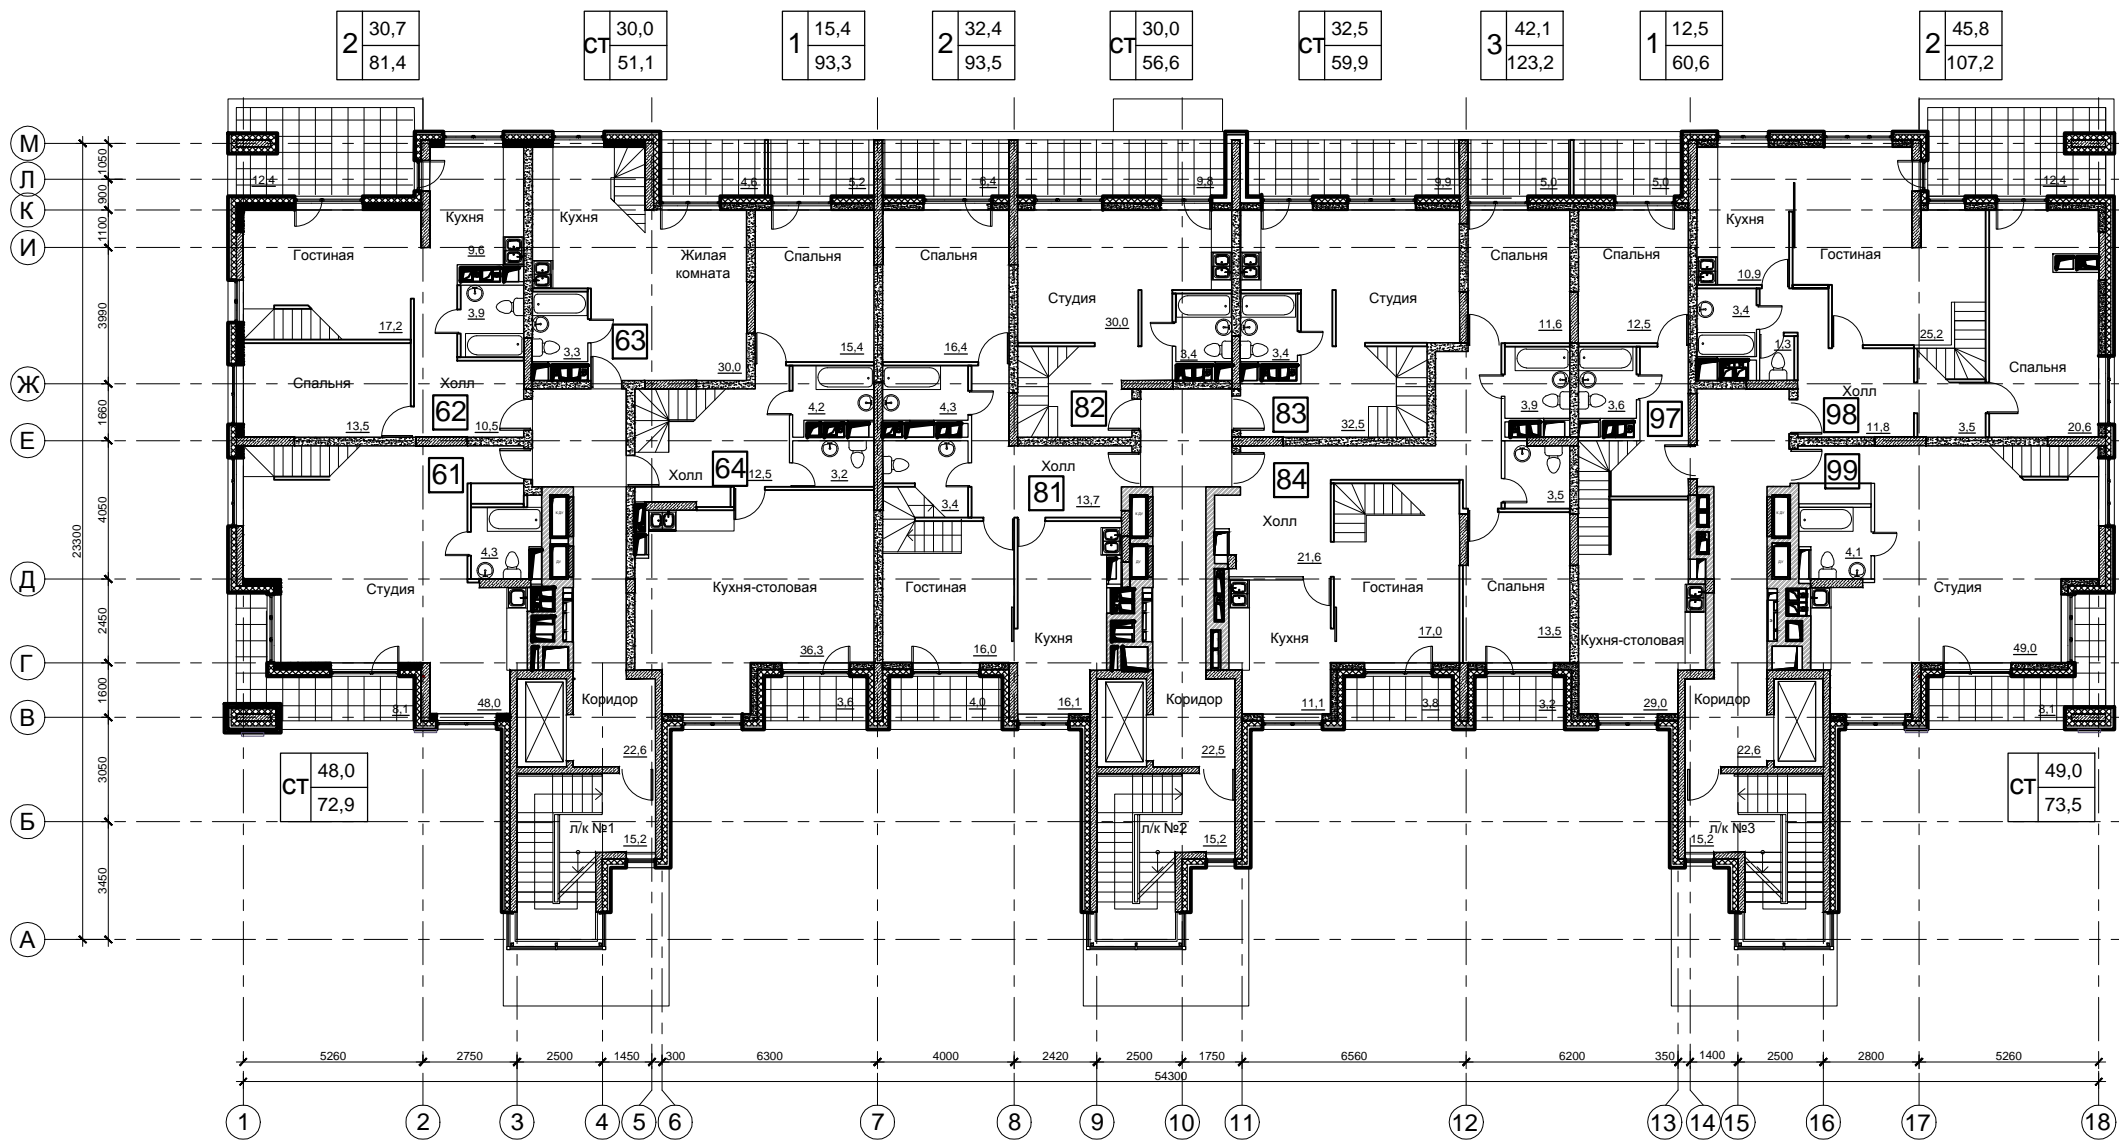 2 30,7 81,4
СТ 30,0 51,1
1 15,4 93,3
2 32,4 93,5
СТ 30,0 56,6
СТ 32,5 59,9
3 42,1 123,2
1 12,5 60,6
2 45,8 107,2
М
Л
К
И
Ж
Е
Д
Г
В
Б
А
1050
900
1100
3990
1660
4050
2450
1600
3050
3450
23300
12,4
4,6
5,2
6,4
9,8
9,9
5,0
5,0
12,4
Кухня
9,6
Кухня
Гостиная
17,2
Жилая
комната
30,0
Спальня
15,4
Спальня
16,4
Студия
30,0
Студия
32,5
Спальня
11,6
Спальня
12,5
Кухня
10,9
Гостиная
25,2
3,9
3,3
63
3,4
3,4
3,4
1,3
Спальня
13,5
Холл
62
10,5
4,2
4,3
82
83
3,9
3,6
97
Холл
98
11,8
3,5
Спальня
20,6
61
4,3
Холл
64
12,5
3,2
3,4
Холл
81
13,7
84
Холл
21,6
3,5
99
4,1
Студия
48,0
Кухня-столовая
36,3
Гостиная
16,0
Кухня
16,1
Кухня
11,1
Гостиная
17,0
Спальня
13,5
Кухня-столовая
29,0
Студия
49,0
8,1
Коридор
22,6
3,6
4,0
Коридор
22,5
3,8
3,2
Коридор
22,6
8,1
СТ 48,0 72,9
СТ 49,0 73,5
л/к №1
15,2
л/к №2
15,2
л/к №3
15,2
5260 2750 2500 1450 300 6300 4000 2420 2500 1750 6560 6200 350 1400 2500 2800 5260
54300
1 2 3 4 5 6 7 8 9 10 11 12 13 14 15 16 17 18